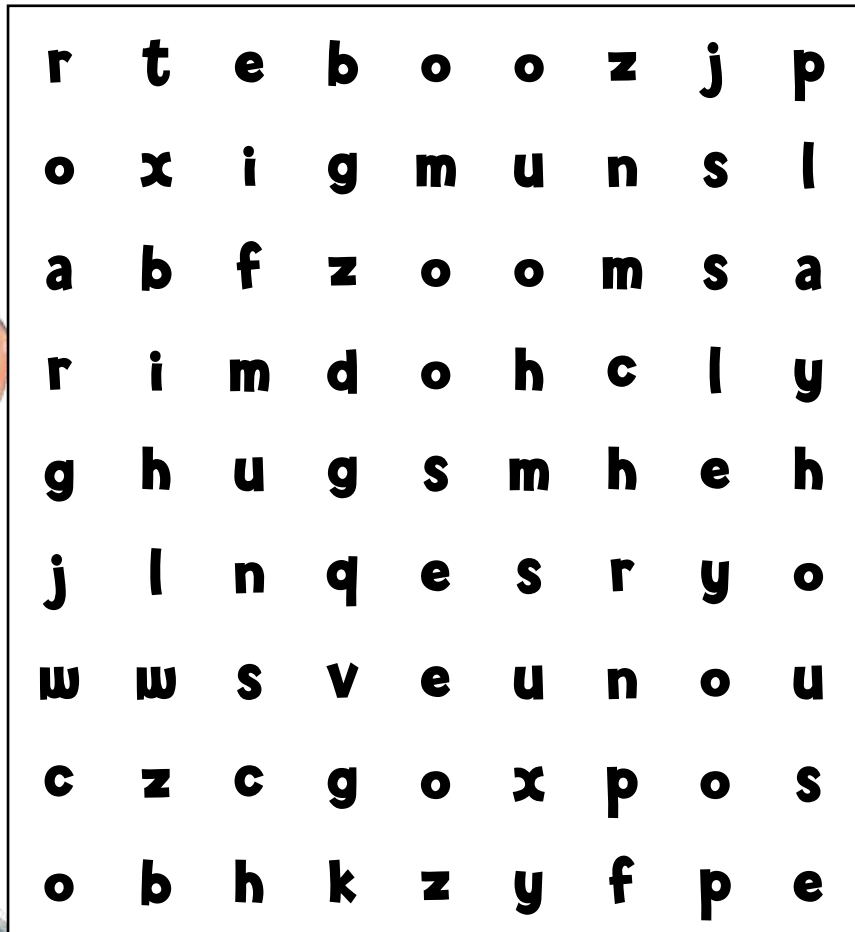 r t e b o o z j p
o x i g m u n s l
a b f z o o m s a
r i m d o h c l y
g h u g s m h e h
j l n q e s r y o
w w s v e u n o u
c z c g o x p o s
o b h k z y f p e